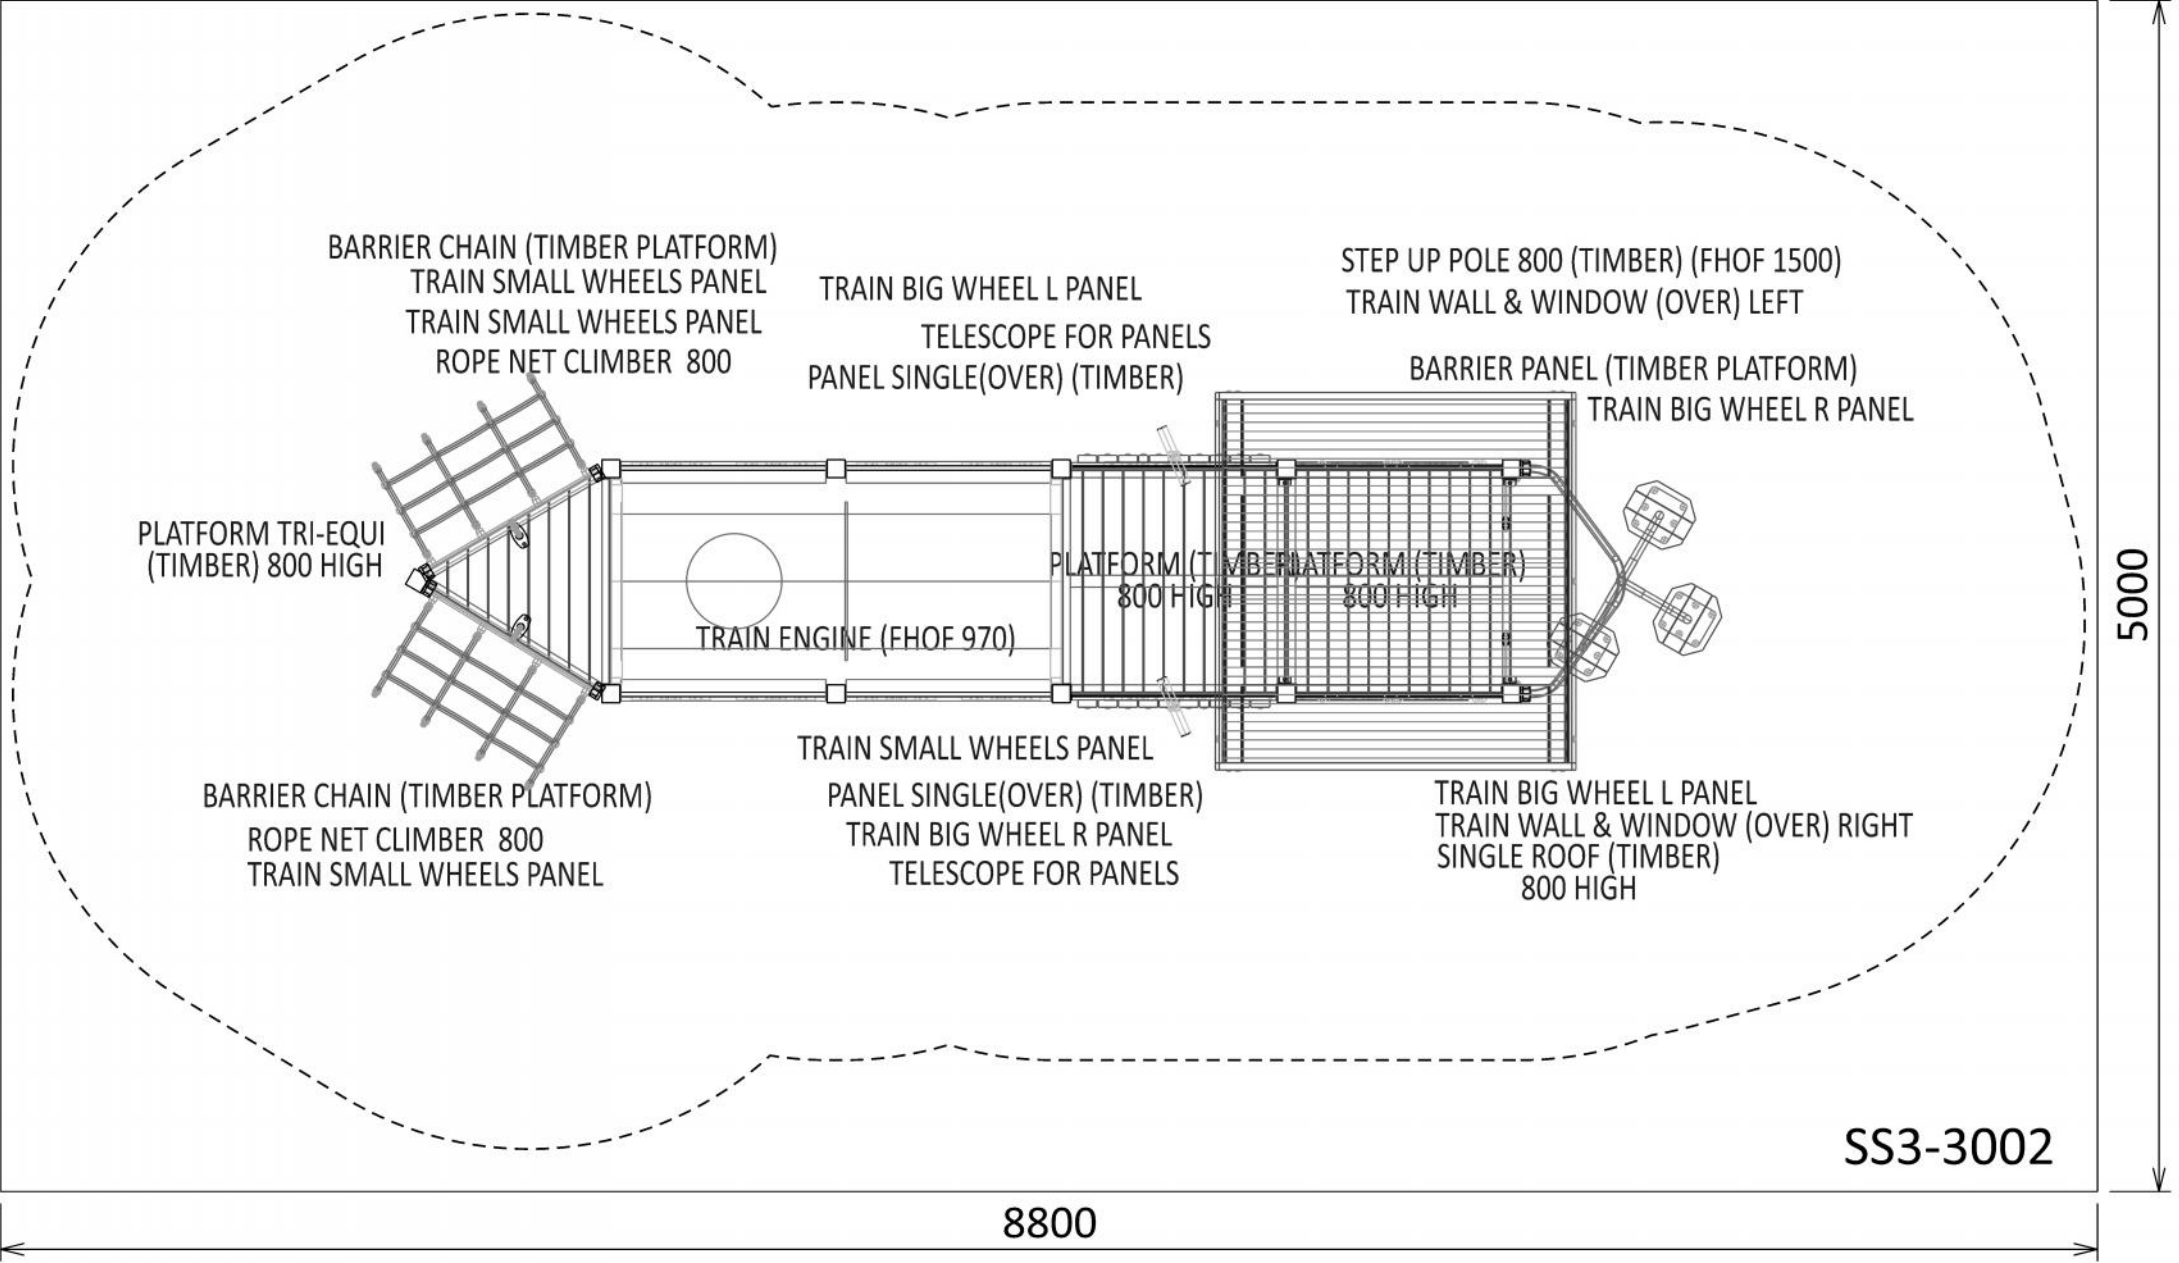 BARRIER CHAIN (TIMBER PLATFORM)
TRAIN SMALL WHEELS PANEL
TRAIN SMALL WHEELS PANEL
ROPE NET CLIMBER 800
TRAIN BIG WHEEL L PANEL
TELESCOPE FOR PANELS
PANEL SINGLE(OVER) (TIMBER)
STEP UP POLE 800 (TIMBER) (FHOF 1500)
TRAIN WALL & WINDOW (OVER) LEFT
BARRIER PANEL (TIMBER PLATFORM)
TRAIN BIG WHEEL R PANEL
PLATFORM TRI-EQUI
(TIMBER) 800 HIGH
TRAIN ENGINE (FHOF 970)
PLATFORM (TIMBER)
800 HIGH
PLATFORM (TIMBER)
800 HIGH
BARRIER CHAIN (TIMBER PLATFORM)
ROPE NET CLIMBER 800
TRAIN SMALL WHEELS PANEL
TRAIN SMALL WHEELS PANEL
PANEL SINGLE(OVER) (TIMBER)
TRAIN BIG WHEEL R PANEL
TELESCOPE FOR PANELS
TRAIN BIG WHEEL L PANEL
TRAIN WALL & WINDOW (OVER) RIGHT
SINGLE ROOF (TIMBER)
800 HIGH
5000
SS3-3002
8800